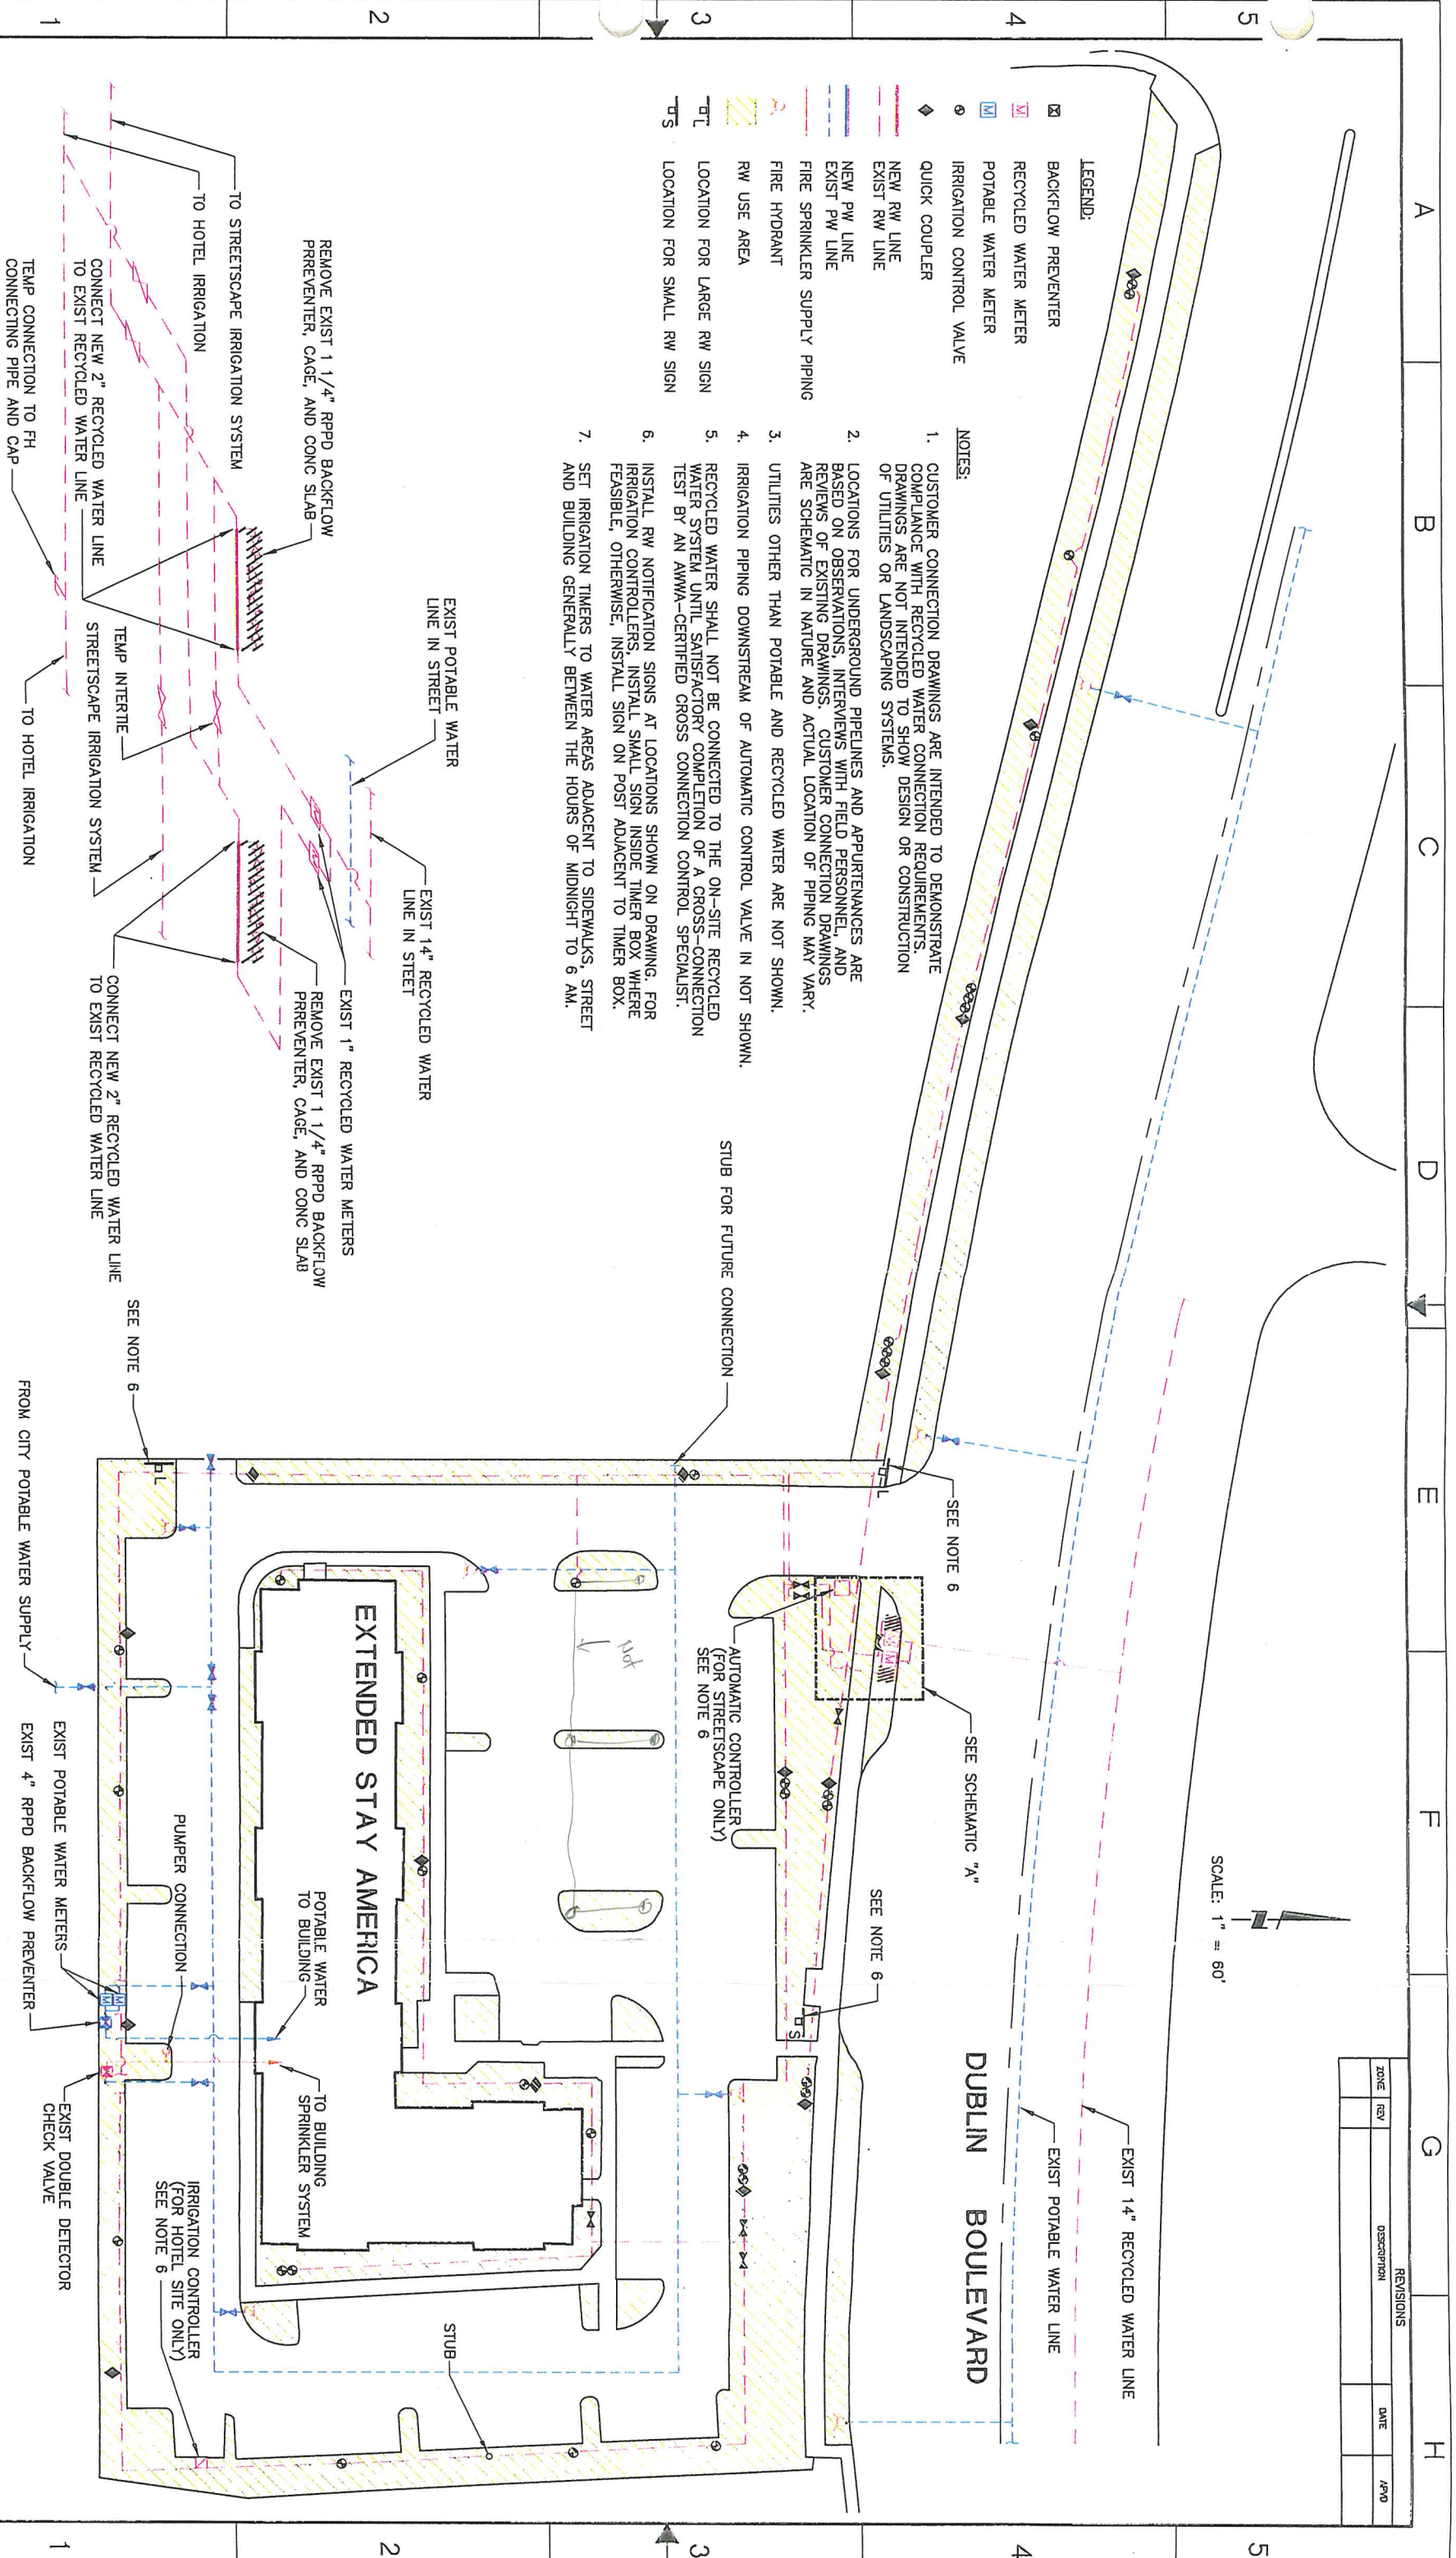 A
B
C
D
E
F
G
H
5
4
3
2
1
5
4
3
2
1
REVISIONS
ZONE
REV
DESCRIPTION
DATE
APVD
SCALE: 1" = 60'
LEGEND:
BACKFLOW PREVENTER
M
RECYCLED WATER METER
M
POTABLE WATER METER
IRRIGATION CONTROL VALVE
QUICK COUPLER
NEW RW LINE
EXIST RW LINE
NEW PW LINE
EXIST PW LINE
FIRE SPRINKLER SUPPLY PIPING
FIRE HYDRANT
RW USE AREA
L
LOCATION FOR LARGE RW SIGN
S
LOCATION FOR SMALL RW SIGN
NOTES:
1. CUSTOMER CONNECTION DRAWINGS ARE INTENDED TO DEMONSTRATE
COMPLIANCE WITH RECYCLED WATER CONNECTION REQUIREMENTS.
DRAWINGS ARE NOT INTENDED TO SHOW DESIGN OR CONSTRUCTION
OF UTILITIES OR LANDSCAPING SYSTEMS.
2. LOCATIONS FOR UNDERGROUND PIPELINES AND APPURTENANCES ARE
BASED ON OBSERVATIONS, INTERVIEWS WITH FIELD PERSONNEL, AND
REVIEWS OF EXISTING DRAWINGS. CUSTOMER CONNECTION DRAWINGS
ARE SCHEMATIC IN NATURE AND ACTUAL LOCATION OF PIPING MAY VARY.
3. UTILITIES OTHER THAN POTABLE AND RECYCLED WATER ARE NOT SHOWN.
4. IRRIGATION PIPING DOWNSTREAM OF AUTOMATIC CONTROL VALVE IN NOT SHOWN.
5. RECYCLED WATER SHALL NOT BE CONNECTED TO THE ON-SITE RECYCLED
WATER SYSTEM UNTIL SATISFACTORY COMPLETION OF A CROSS-CONNECTION
TEST BY AN AWWA-CERTIFIED CROSS CONNECTION CONTROL SPECIALIST.
6. INSTALL RW NOTIFICATION SIGNS AT LOCATIONS SHOWN ON DRAWING. FOR
IRRIGATION CONTROLLERS, INSTALL SMALL SIGN INSIDE TIMER BOX WHERE
FEASIBLE, OTHERWISE, INSTALL SIGN ON POST ADJACENT TO TIMER BOX.
7. SET IRRIGATION TIMERS TO WATER AREAS ADJACENT TO SIDEWALKS, STREET
AND BUILDING GENERALLY BETWEEN THE HOURS OF MIDNIGHT TO 6 AM.
EXIST 14" RECYCLED WATER LINE
EXIST POTABLE WATER LINE
DUBLIN BOULEVARD
SEE NOTE 6
SEE SCHEMATIC "A"
SEE NOTE 6
L
M
S
AUTOMATIC CONTROLLER
(FOR STREETSCAPE ONLY)
SEE NOTE 6
STUB FOR FUTURE CONNECTION
Not
EXTENDED STAY AMERICA
STUB
POTABLE WATER
TO BUILDING
TO BUILDING
SPRINKLER SYSTEM
PUMPER CONNECTION
IRRIGATION CONTROLLER
(FOR HOTEL SITE ONLY)
SEE NOTE 6
L
SEE NOTE 6
M
M
EXIST POTABLE WATER METERS
EXIST 4" RPPD BACKFLOW PREVENTER
EXIST DOUBLE DETECTOR
CHECK VALVE
FROM CITY POTABLE WATER SUPPLY
EXIST POTABLE WATER
LINE IN STREET
EXIST 14" RECYCLED WATER
LINE IN STEET
EXIST 1" RECYCLED WATER METERS
REMOVE EXIST 1 1/4" RPPD BACKFLOW
PRREVENTER, CAGE, AND CONC SLAB
REMOVE EXIST 1 1/4" RPPD BACKFLOW
PRREVENTER, CAGE, AND CONC SLAB
TO STREETSCAPE IRRIGATION SYSTEM
TO HOTEL IRRIGATION
CONNECT NEW 2" RECYCLED WATER LINE
TO EXIST RECYCLED WATER LINE
TEMP INTERTIE
STREETSCAPE IRRIGATION SYSTEM
CONNECT NEW 2" RECYCLED WATER LINE
TO EXIST RECYCLED WATER LINE
TEMP CONNECTION TO FH
CONNECTING PIPE AND CAP
TO HOTEL IRRIGATION